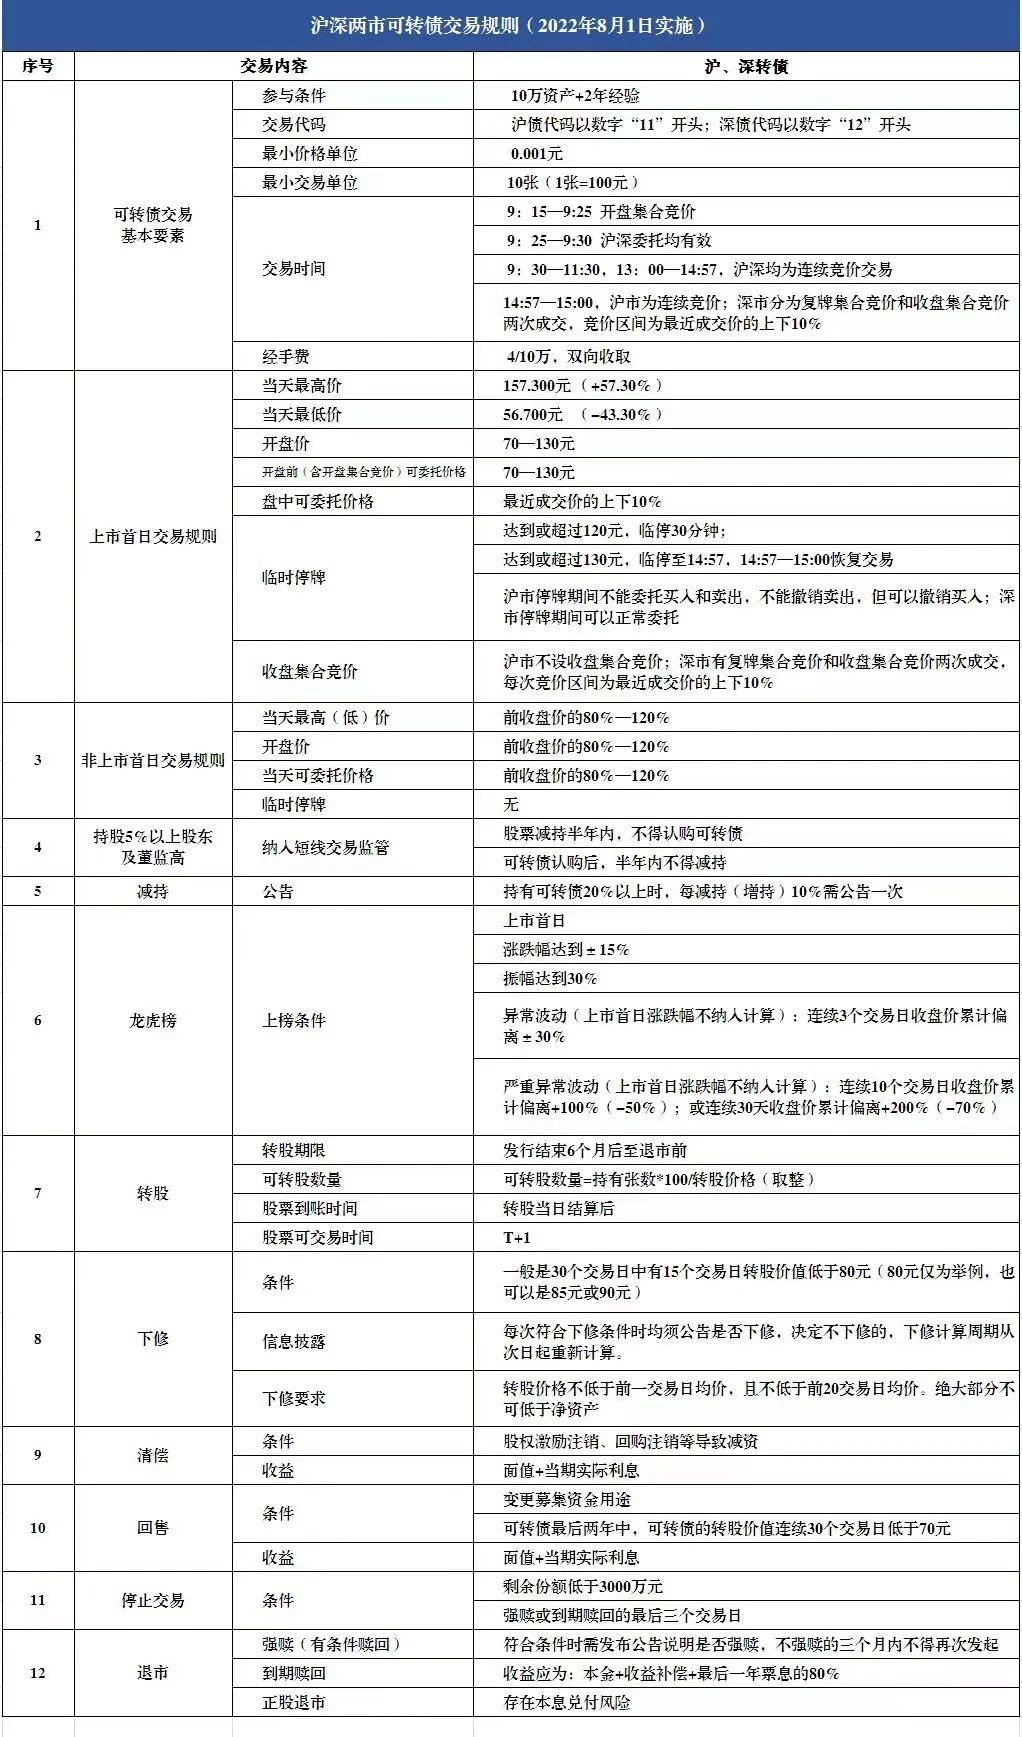 沪深两市可转债交易规则（2022年8月1日实施）
序号 交易内容 沪、深转债
1
可转债交易
基本要素
参与条件 10万资产+2年经验
交易代码 沪债代码以数字“11”开头；深债代码以数字“12”开头
最小价格单位 0.001元
最小交易单位 10张（1张=100元）
交易时间
9：15—9:25 开盘集合竞价
9：25—9:30 沪深委托均有效
9：30—11:30，13：00—14:57，沪深均为连续竞价交易
14:57—15:00，沪市为连续竞价；深市分为复牌集合竞价和收盘集合竞价
两次成交，竞价区间为最近成交价的上下10%
经手费 4/10万，双向收取
2
上市首日交易规则
当天最高价 157.300元（+57.30%）
当天最低价 56.700元 （-43.30%）
开盘价 70—130元
开盘前（含开盘集合竞价）可委托价格 70—130元
盘中可委托价格 最近成交价的上下10%
临时停牌
达到或超过120元，临停30分钟；
达到或超过130元，临停至14:57，14:57—15:00恢复交易
沪市停牌期间不能委托买入和卖出，不能撤销卖出，但可以撤销买入；深
市停牌期间可以正常委托
收盘集合竞价
沪市不设收盘集合竞价；深市有复牌集合竞价和收盘集合竞价两次成交，
每次竞价区间为最近成交价的上下10%
3
非上市首日交易规则
当天最高（低）价 前收盘价的80%—120%
开盘价 前收盘价的80%—120%
当天可委托价格 前收盘价的80%—120%
临时停牌 无
4
持股5%以上股东
及董监高
纳入短线交易监管
股票减持半年内，不得认购可转债
可转债认购后，半年内不得减持
5 减持 公告 持有可转债20%以上时，每减持（增持）10%需公告一次
6
龙虎榜
上榜条件
上市首日
涨跌幅达到±15%
振幅达到30%
异常波动（上市首日涨跌幅不纳入计算）：连续3个交易日收盘价累计偏
离±30%
严重异常波动（上市首日涨跌幅不纳入计算）：连续10个交易日收盘价累
计偏离+100%（-50%）；或连续30天收盘价累计偏离+200%（-70%）
7
转股
转股期限 发行结束6个月后至退市前
可转股数量 可转股数量=持有张数*100/转股价格（取整）
股票到账时间 转股当日结算后
股票可交易时间 T+1
8
下修
条件
一般是30个交易日中有15个交易日转股价值低于80元（80元仅为举例，也
可以是85元或90元）
信息披露
每次符合下修条件时均须公告是否下修，决定不下修的，下修计算周期从
次日起重新计算。
下修要求
转股价格不低于前一交易日均价，且不低于前20交易日均价。绝大部分不
可低于净资产
9
清偿
条件 股权激励注销、回购注销等导致减资
收益 面值+当期实际利息
10
回售
条件
变更募集资金用途
可转债最后两年中，可转债的转股价值连续30个交易日低于70元
收益 面值+当期实际利息
11
停止交易
条件
剩余份额低于3000万元
强赎或到期赎回的最后三个交易日
12
退市
强赎（有条件赎回） 符合条件时需发布公告说明是否强赎，不强赎的三个月内不得再次发起
到期赎回 收益应为：本金+收益补偿+最后一年票息的80%
正股退市 存在本息兑付风险